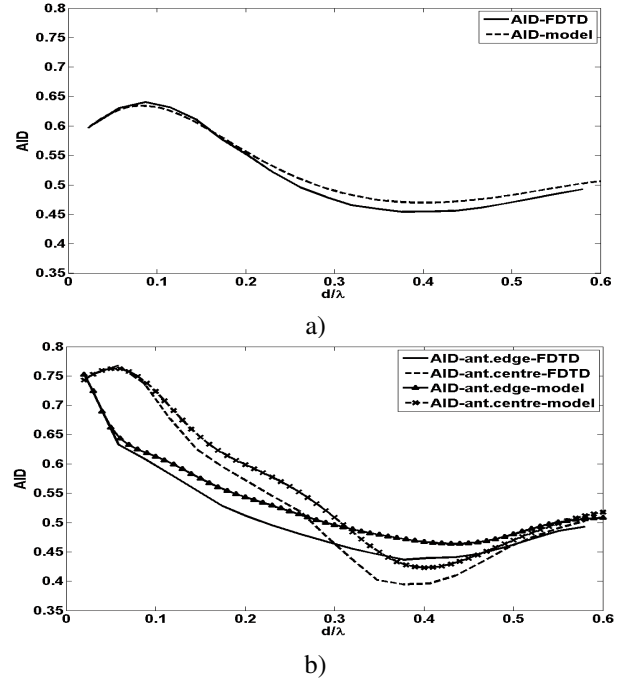 0.8
0.75
0.7
0.65
0.6
0.55
0.5
0.45
0.4
0.35
AID
AID-FDTD
AID-model
0 0.1 0.2 0.3 0.4 0.5 0.6
d/λ
a)
0.8
0.75
0.7
0.65
0.6
0.55
0.5
0.45
0.4
0.35
AID
AID-ant.edge-FDTD
AID-ant.centre-FDTD
AID-ant.edge-model
AID-ant.centre-model
0 0.1 0.2 0.3 0.4 0.5 0.6
d/λ
b)